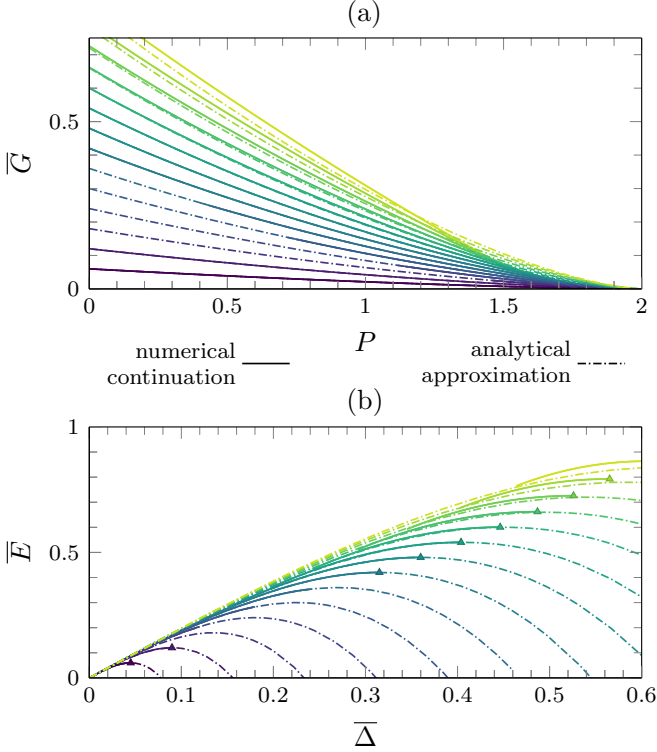 (a)
0.5
0
G̅
0 0.5 1 1.5 2
P
numerical continuation
analytical approximation
(b)
1
0.5
0
E̅
0 0.1 0.2 0.3 0.4 0.5 0.6
Δ̅